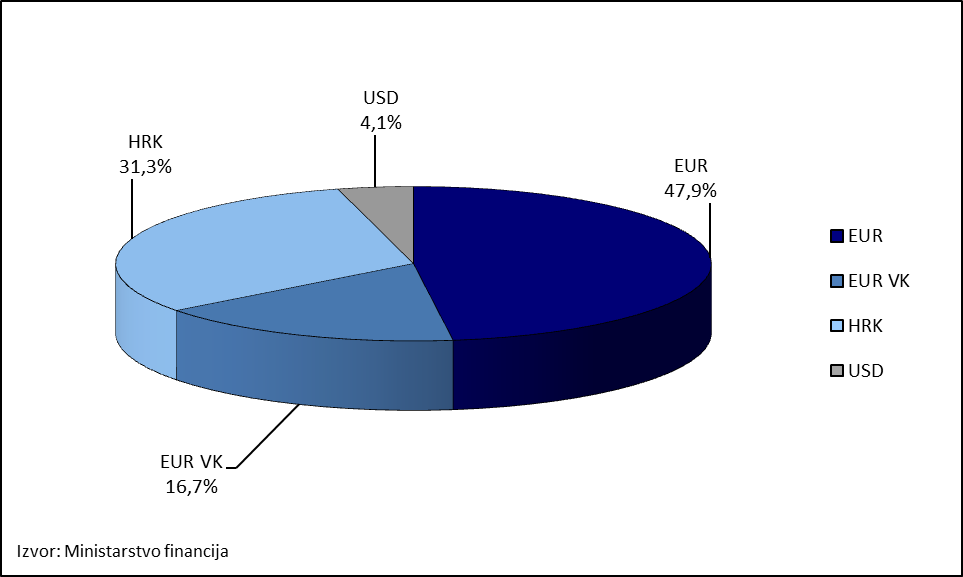 USD
4,1%
HRK
31,3%
EUR
47,9%
EUR
EUR VK
HRK
USD
EUR VK
16,7%
Izvor: Ministarstvo financija